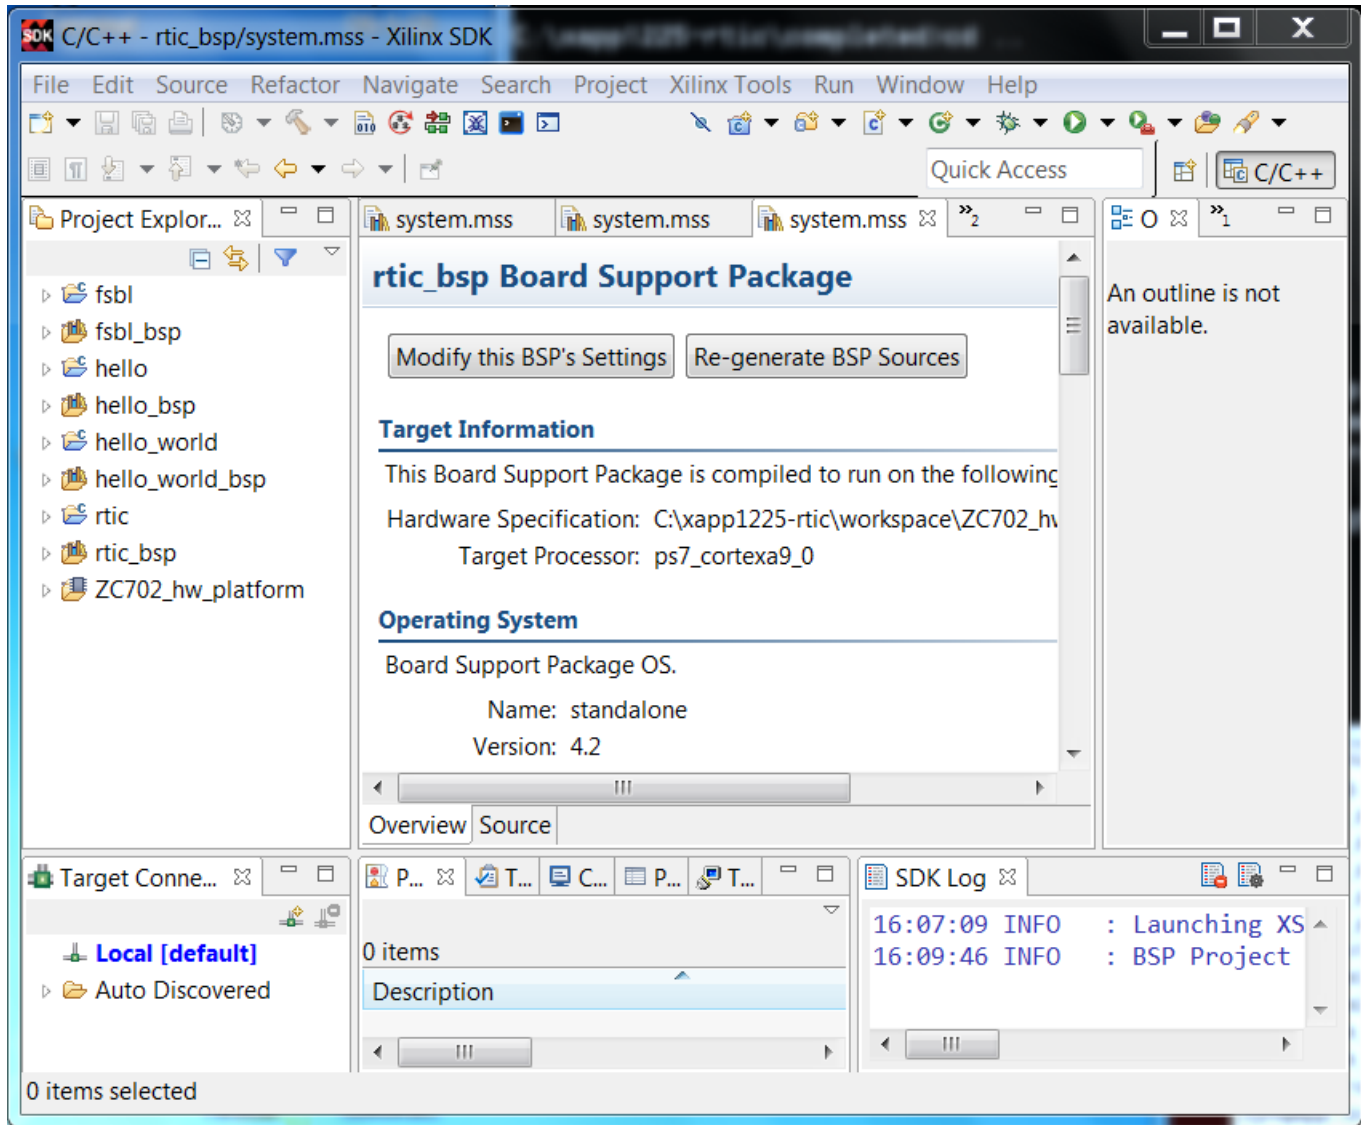 SDK C/C++ - rtic_bsp/system.mss - Xilinx SDK
File Edit Source Refactor Navigate Search Project Xilinx Tools Run Window Help
Quick Access
C/C++
Project Explor...
system.mss
system.mss
system.mss
»2
O
»1
fsbl
fsbl_bsp
hello
hello_bsp
hello_world
hello_world_bsp
rtic
rtic_bsp
ZC702_hw_platform
rtic_bsp Board Support Package
Modify this BSP's Settings
Re-generate BSP Sources
Target Information
This Board Support Package is compiled to run on the following
Hardware Specification: C:\xapp1225-rtic\workspace\ZC702_hw
Target Processor: ps7_cortexa9_0
Operating System
Board Support Package OS.
Name: standalone
Version: 4.2
Overview
Source
An outline is not
available.
Target Conne...
Local [default]
Auto Discovered
P...
T...
C...
P...
T...
0 items
Description
SDK Log
16:07:09 INFO : Launching XS
16:09:46 INFO : BSP Project
0 items selected